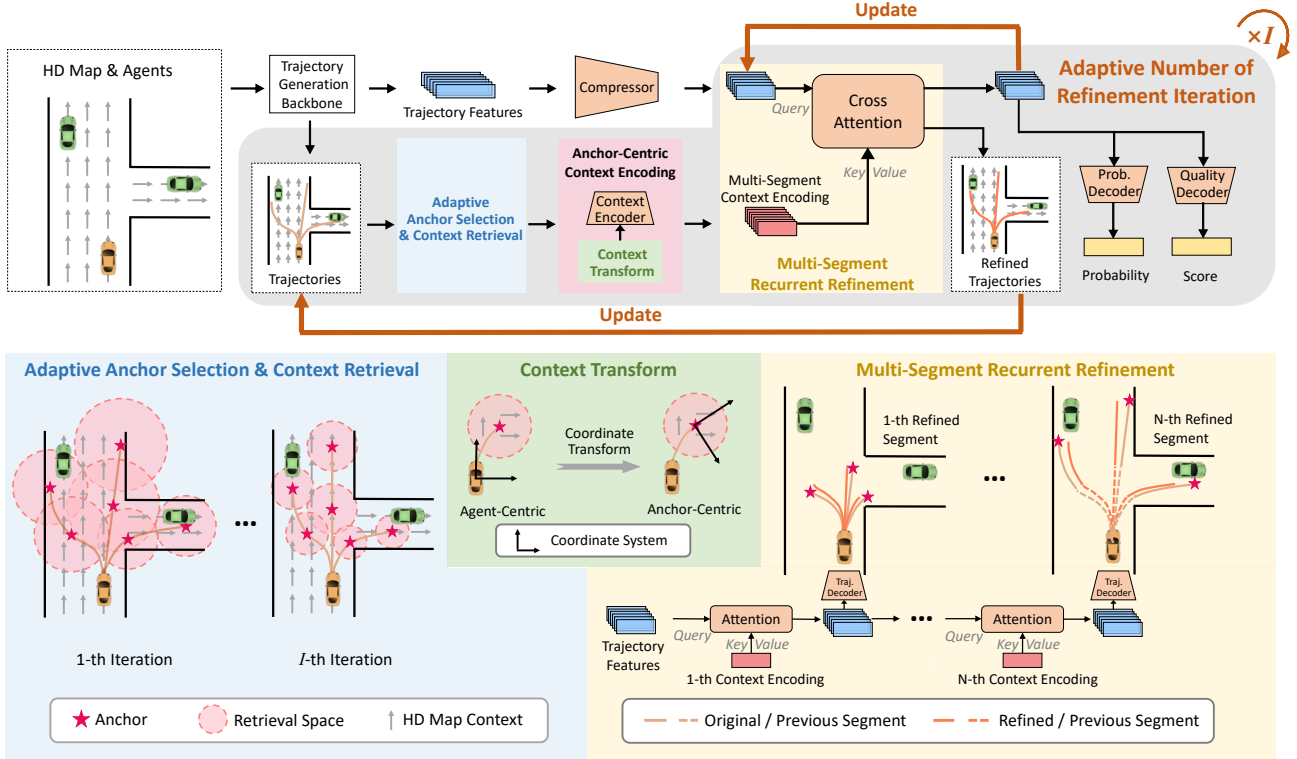 Update
×I
HD Map & Agents
Trajectory
Generation
Backbone
Trajectory Features
Compressor
Query
Cross
Attention
Adaptive Number of
Refinement Iteration
Key
Value
Multi-Segment
Context Encoding
Multi-Segment
Recurrent Refinement
Anchor-Centric
Context Encoding
Context
Encoder
Context
Transform
Adaptive
Anchor Selection
& Context Retrieval
Trajectories
Refined
Trajectories
Prob.
Decoder
Quality
Decoder
Probability
Score
Update
Adaptive Anchor Selection & Context Retrieval
1-th Iteration
...
I-th Iteration
Anchor
Retrieval Space
HD Map Context
Context Transform
Coordinate
Transform
Agent-Centric
Anchor-Centric
Coordinate System
Multi-Segment Recurrent Refinement
1-th Refined
Segment
...
N-th Refined
Segment
Traj.
Decoder
Traj.
Decoder
Trajectory
Features
Query
Attention
Key
Value
1-th Context Encoding
...
Query
Attention
Key
Value
N-th Context Encoding
Original / Previous Segment
Refined / Previous Segment